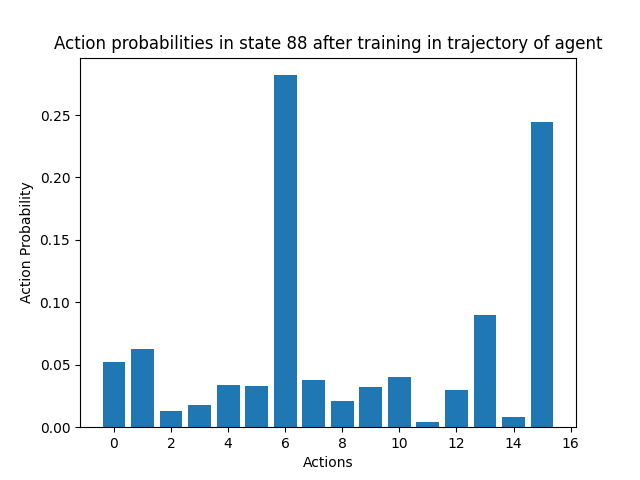 Action probabilities in state 88 after training in trajectory of agent
Action Probability
0.25
0.20
0.15
0.10
0.05
0.00
0 2 4 6 8 10 12 14 16
Actions